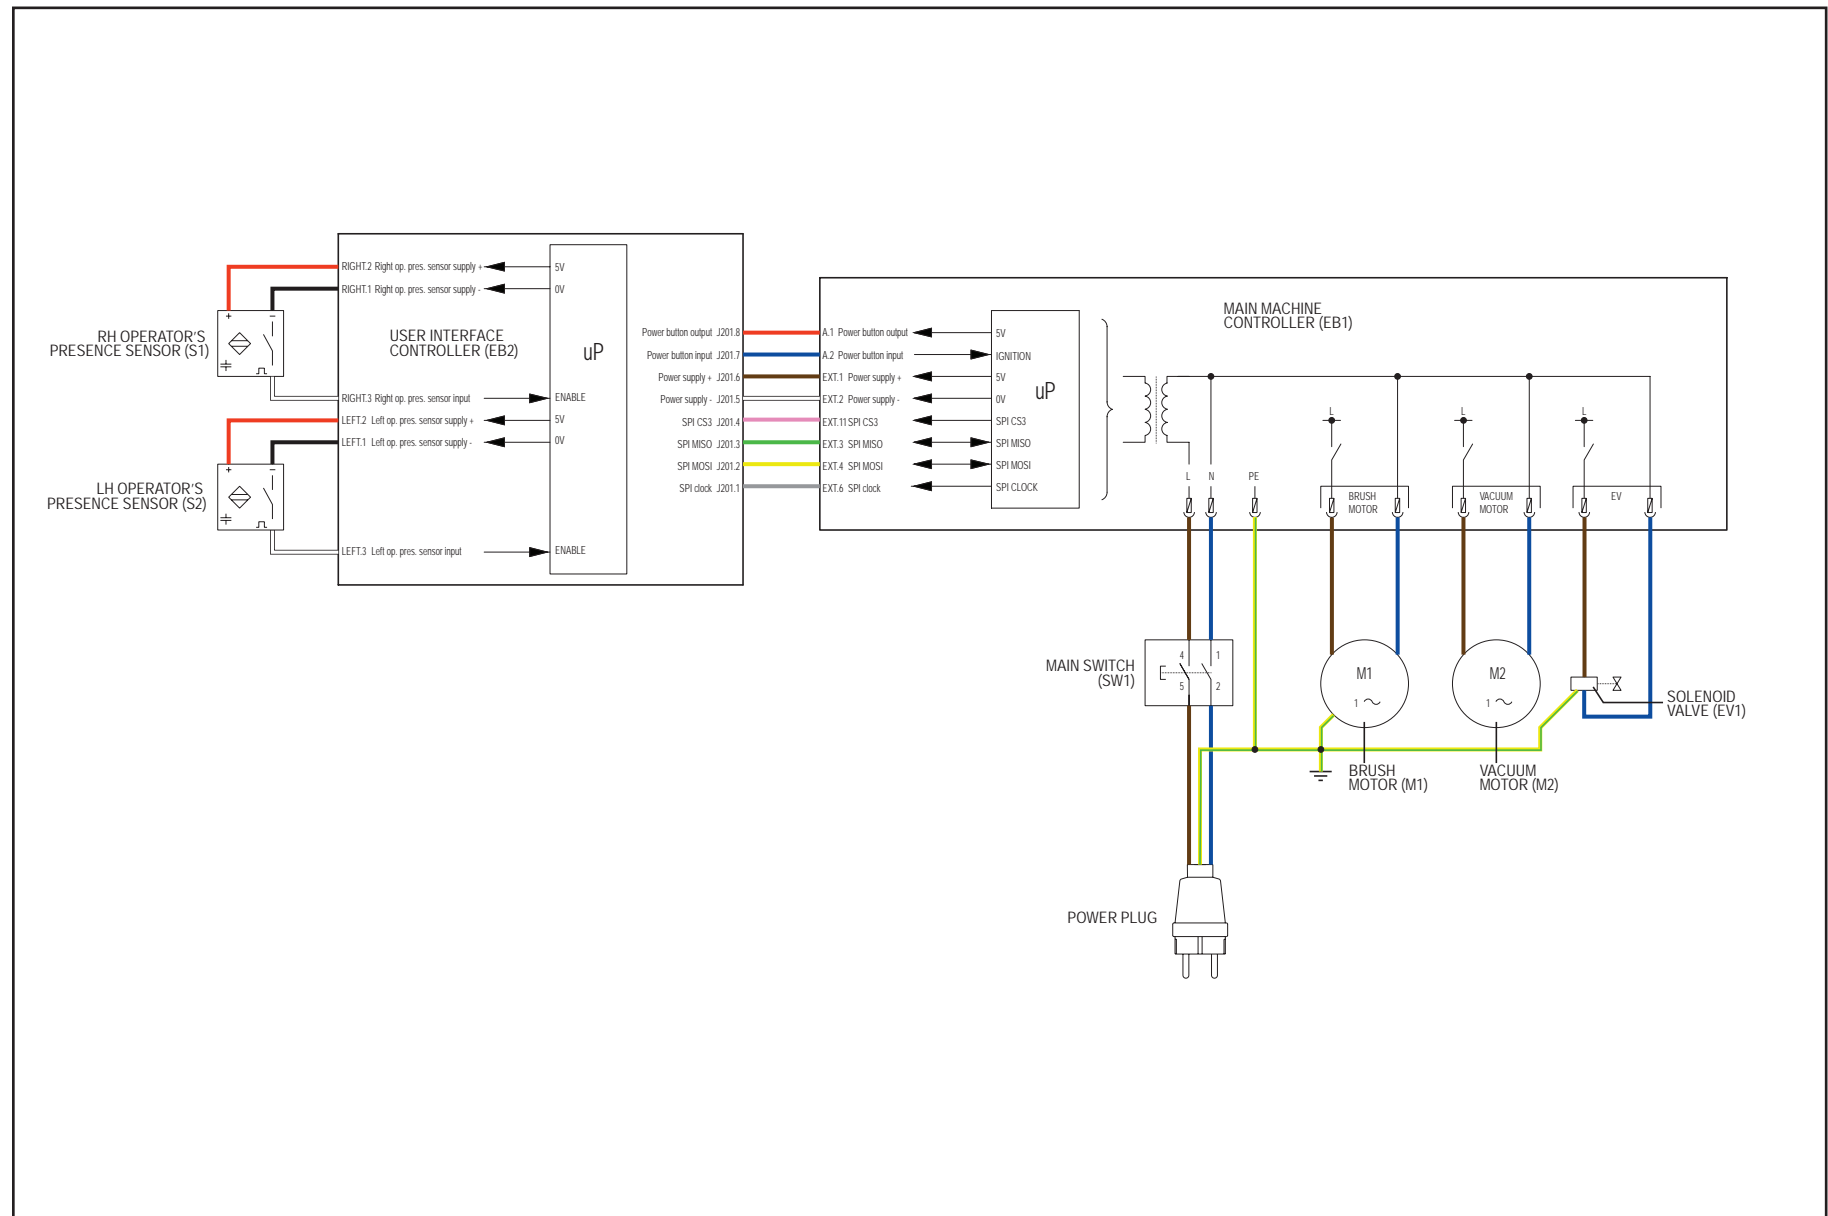 RH OPERATOR'S
PRESENCE SENSOR (S1)
+
–
LH OPERATOR'S
PRESENCE SENSOR (S2)
+
–
RIGHT.2 Right op. pres. sensor supply +
RIGHT.1 Right op. pres. sensor supply -
USER INTERFACE
CONTROLLER (EB2)
RIGHT.3 Right op. pres. sensor input
LEFT.2 Left op. pres. sensor supply +
LEFT.1 Left op. pres. sensor supply -
LEFT.3 Left op. pres. sensor input
5V
0V
uP
ENABLE
5V
0V
ENABLE
Power button output J201.8
Power button input J201.7
Power supply + J201.6
Power supply - J201.5
SPI CS3 J201.4
SPI MISO J201.3
SPI MOSI J201.2
SPI clock J201.1
A.1 Power button output
A.2 Power button input
EXT.1 Power supply +
EXT.2 Power supply -
EXT.11 SPI CS3
EXT.3 SPI MISO
EXT.4 SPI MOSI
EXT.6 SPI clock
5V
IGNITION
5V
uP
0V
SPI CS3
SPI MISO
SPI MOSI
SPI CLOCK
MAIN MACHINE
CONTROLLER (EB1)
L
L
L
L
N
PE
BRUSH
MOTOR
VACUUM
MOTOR
EV
MAIN SWITCH
(SW1)
4
1
5
2
M1
1
M2
1
SOLENOID
VALVE (EV1)
BRUSH
MOTOR (M1)
VACUUM
MOTOR (M2)
POWER PLUG